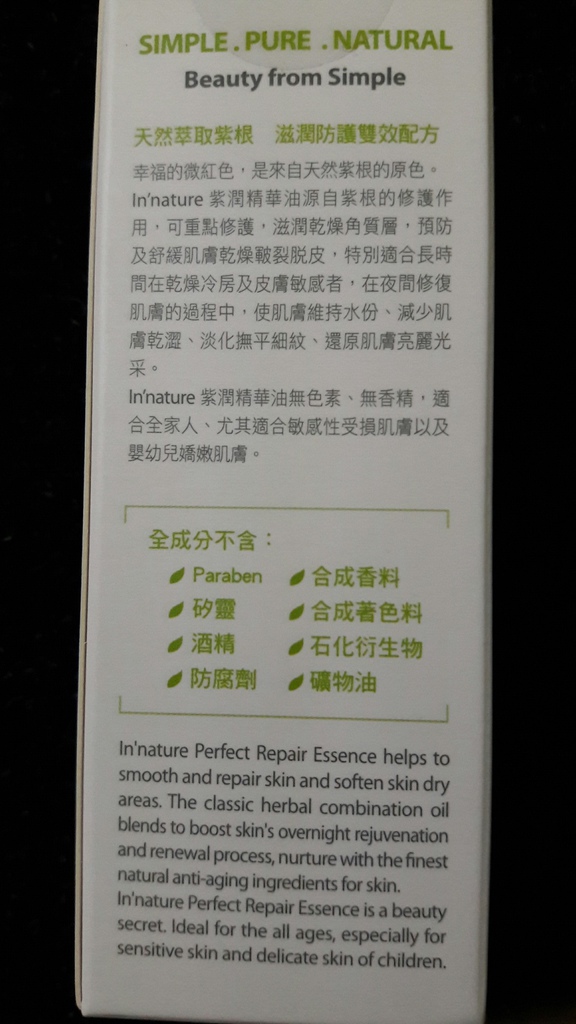 SIMPLE . PURE . NATURAL
Beauty from Simple
天然萃取紫根　滋潤防護雙效配方
幸福的微紅色，是來自天然紫根的原色。
In'nature 紫潤精華油源自紫根的修護作
用，可重點修護，滋潤乾燥角質層，預防
及舒緩肌膚乾燥皸裂脫皮，特別適合長時
間在乾燥冷房及皮膚敏感者，在夜間修復
肌膚的過程中，使肌膚維持水份、減少肌
膚乾澀、淡化撫平細紋、還原肌膚亮麗光
采。
In'nature 紫潤精華油無色素、無香精，適
合全家人、尤其適合敏感性受損肌膚以及
嬰幼兒嬌嫩肌膚。
全成分不含：
Paraben 合成香料
矽靈 合成著色料
酒精 石化衍生物
防腐劑 礦物油
In'nature Perfect Repair Essence helps to
smooth and repair skin and soften skin dry
areas. The classic herbal combination oil
blends to boost skin's overnight rejuvenation
and renewal process, nurture with the finest
natural anti-aging ingredients for skin.
In'nature Perfect Repair Essence is a beauty
secret. Ideal for the all ages, especially for
sensitive skin and delicate skin of children.